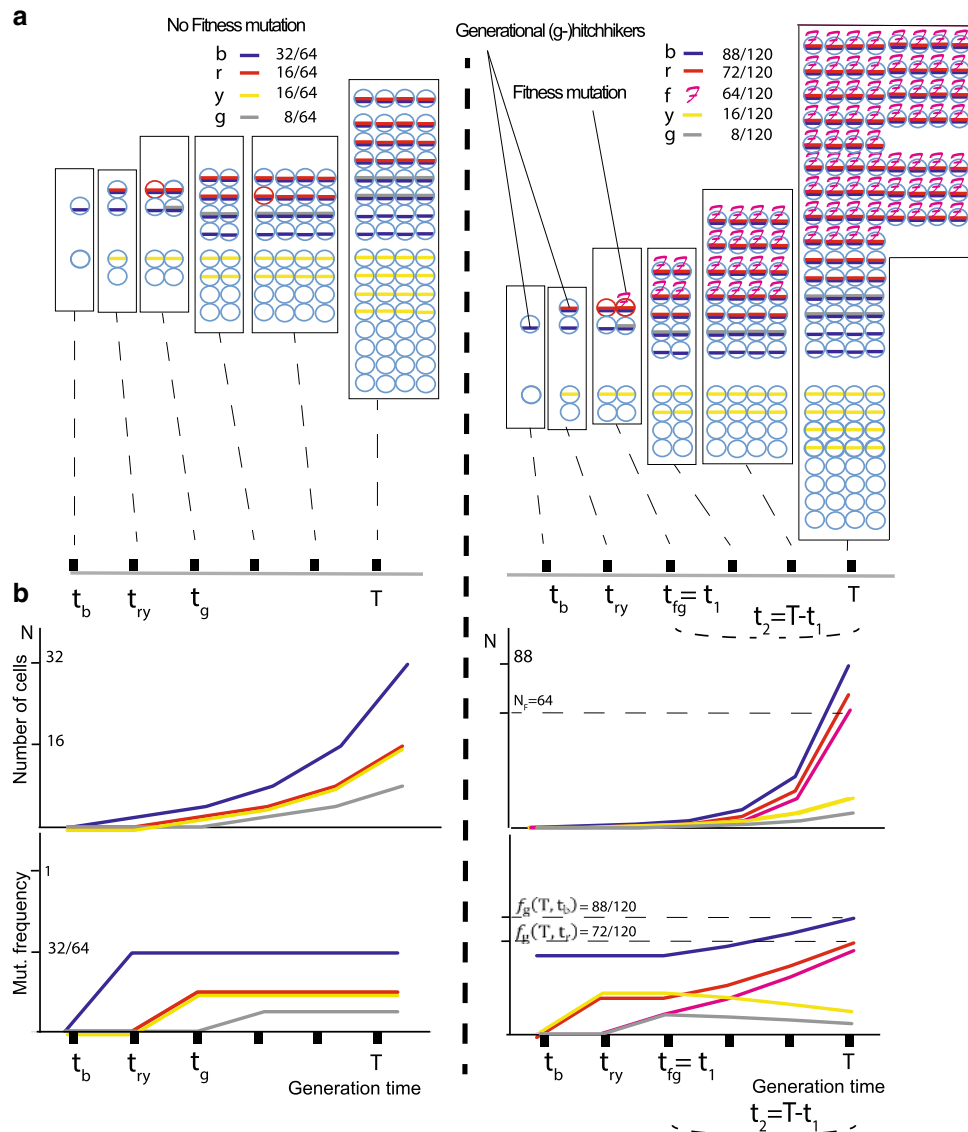 a
No Fitness mutation
b 32/64
r 16/64
y 16/64
g 8/64
Generational (g-)hitchhikers
Fitness mutation
b 88/120
r 72/120
f F 64/120
y 16/120
g 8/120
t_b t_ry t_g T
t_b t_ry t_fg = t_1 T
t_2=T-t_1
b
N
Number of cells
32
16
N
88
N_F=64
Mut. frequency
1
32/64
f_g(T, t_b) = 88/120
f_g(T, t_r) = 72/120
t_b t_ry t_g T
Generation time
t_b t_ry t_fg = t_1 T
Generation time
t_2=T-t_1